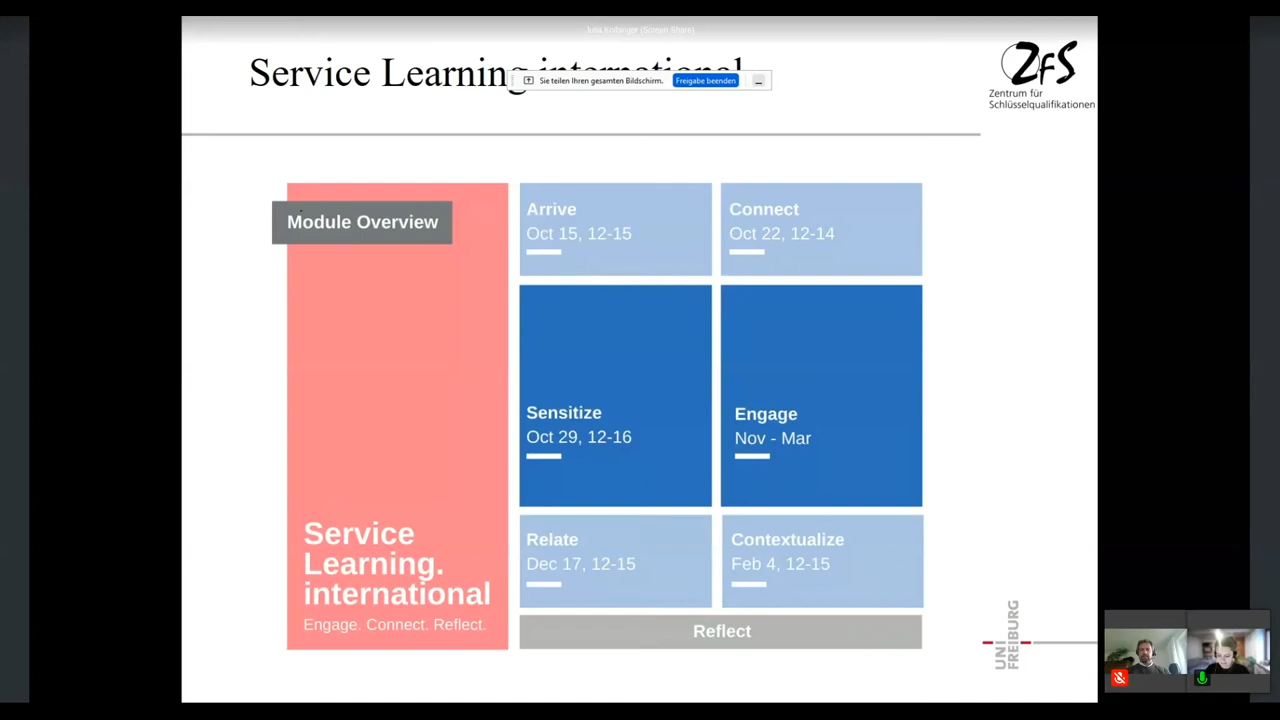 Service Learning international
Sie teilen Ihren gesamten Bildschirm.
Freigabe beenden
ZfS
Zentrum für
Schlüsselqualifikationen
Module Overview
Service
Learning.
international
Engage. Connect. Reflect.
Arrive
Oct 15, 12-15
Connect
Oct 22, 12-14
Sensitize
Oct 29, 12-16
Engage
Nov - Mar
Relate
Dec 17, 12-15
Contextualize
Feb 4, 12-15
Reflect
UNI
FREIBURG